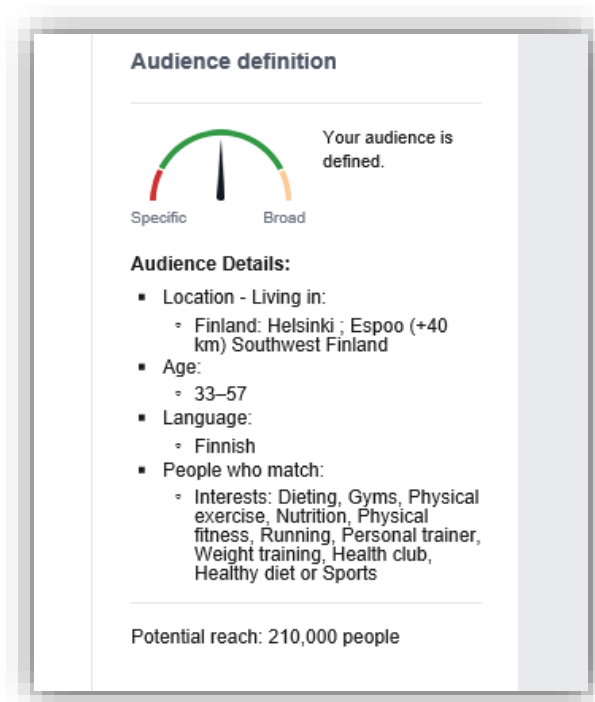 Audience definition
Your audience is
defined.
Specific
Broad
Audience Details:
Location - Living in:
Finland: Helsinki ; Espoo (+40
km) Southwest Finland
Age:
33–57
Language:
Finnish
People who match:
Interests: Dieting, Gyms, Physical
exercise, Nutrition, Physical
fitness, Running, Personal trainer,
Weight training, Health club,
Healthy diet or Sports
Potential reach: 210,000 people